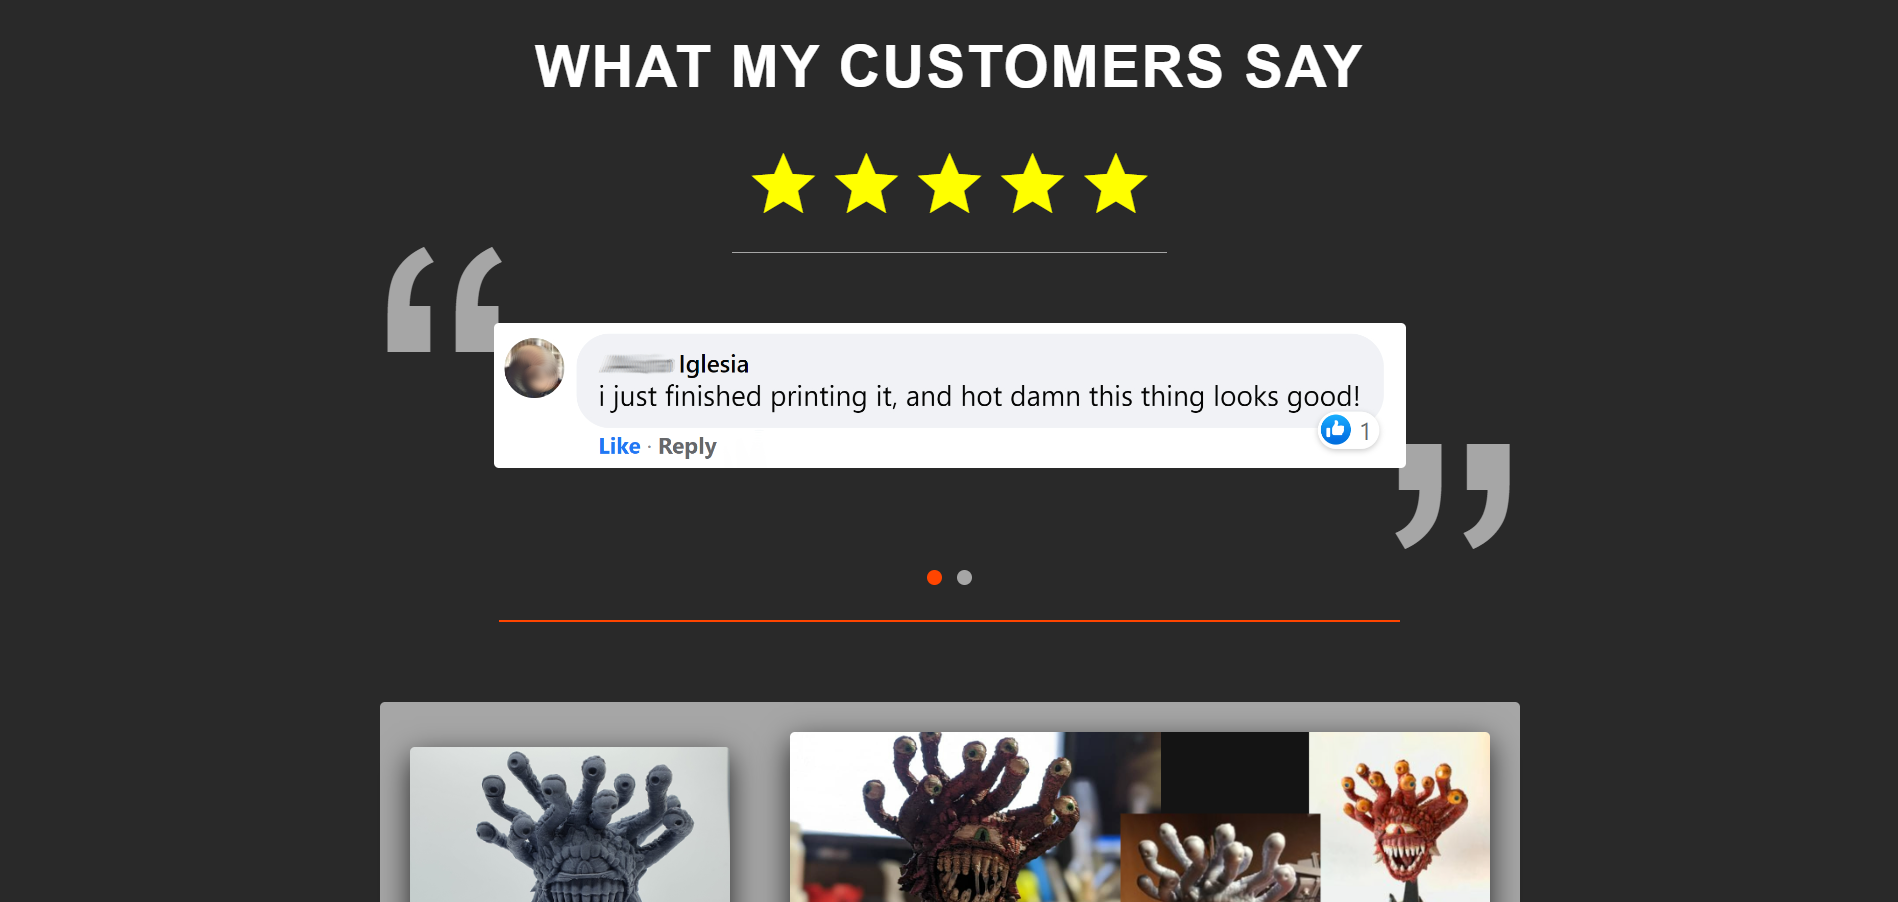 WHAT MY CUSTOMERS SAY
“
Iglesia
i just finished printing it, and hot damn this thing looks good!
Like · Reply
1
”